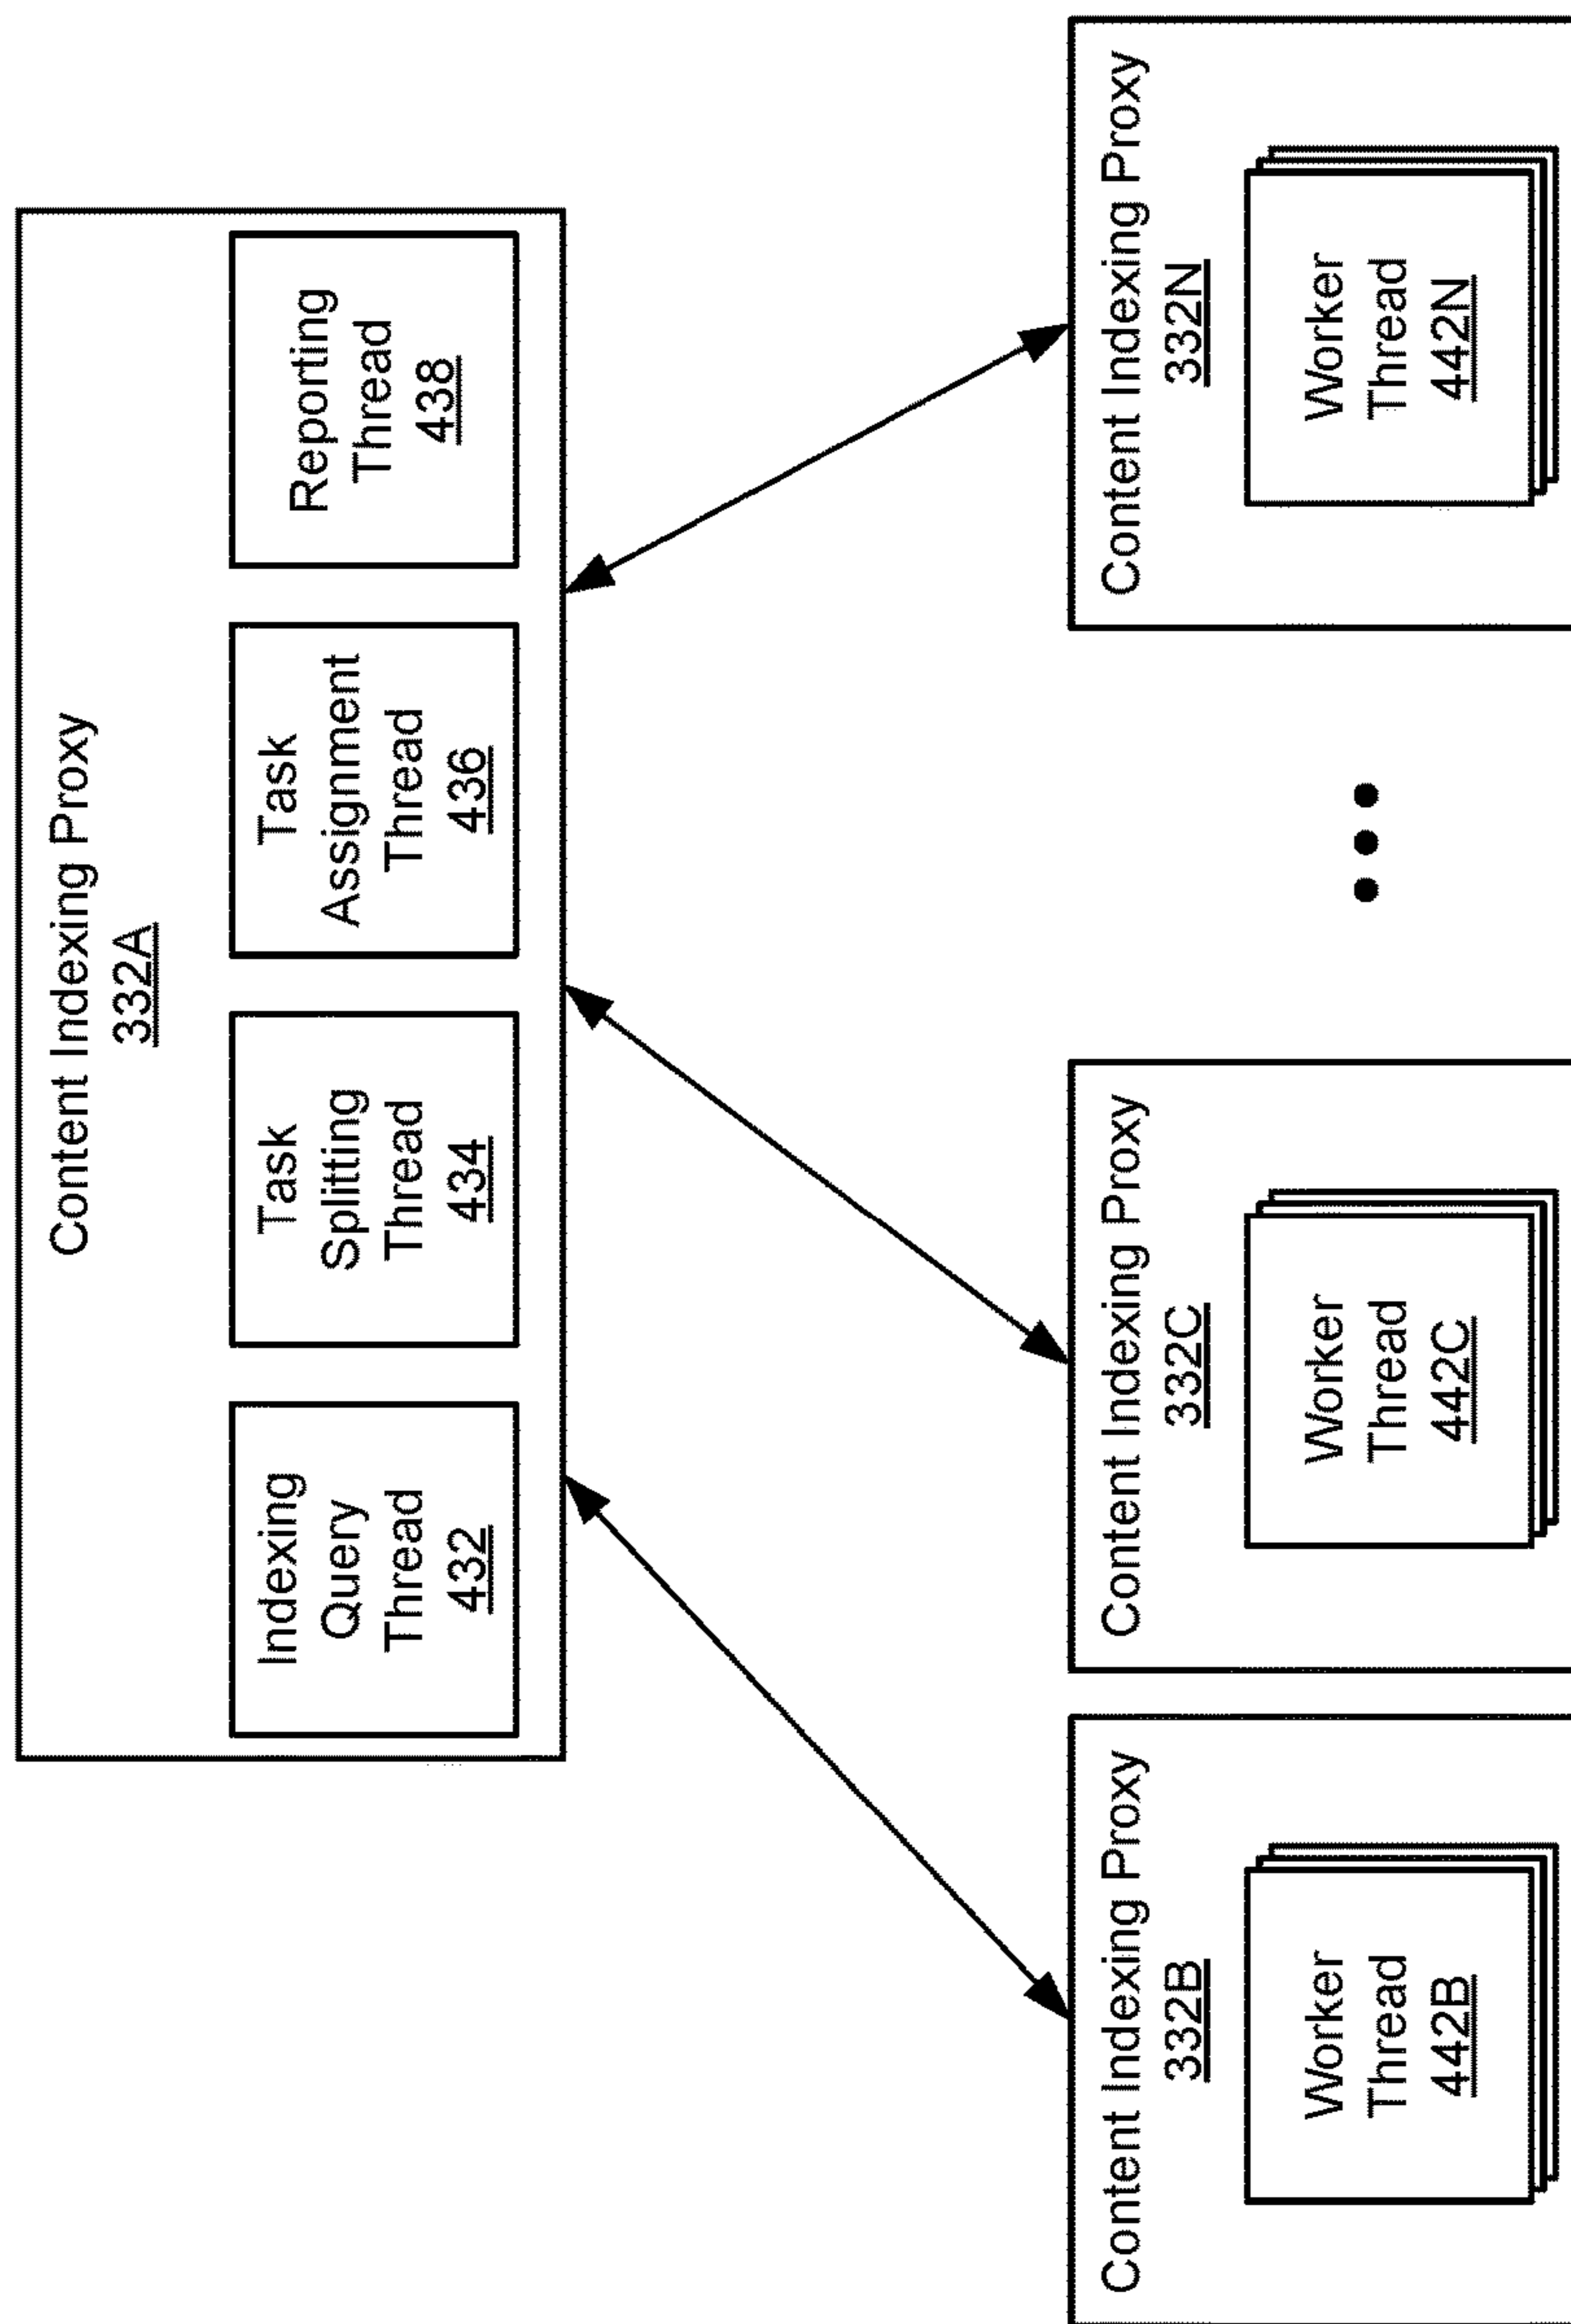 Content Indexing Proxy
332A
Indexing
Query
Thread
432
Task
Splitting
Thread
434
Task
Assignment
Thread
436
Reporting
Thread
438
Content Indexing Proxy
332B
Worker
Thread
442B
Content Indexing Proxy
332C
Worker
Thread
442C
Content Indexing Proxy
332N
Worker
Thread
442N